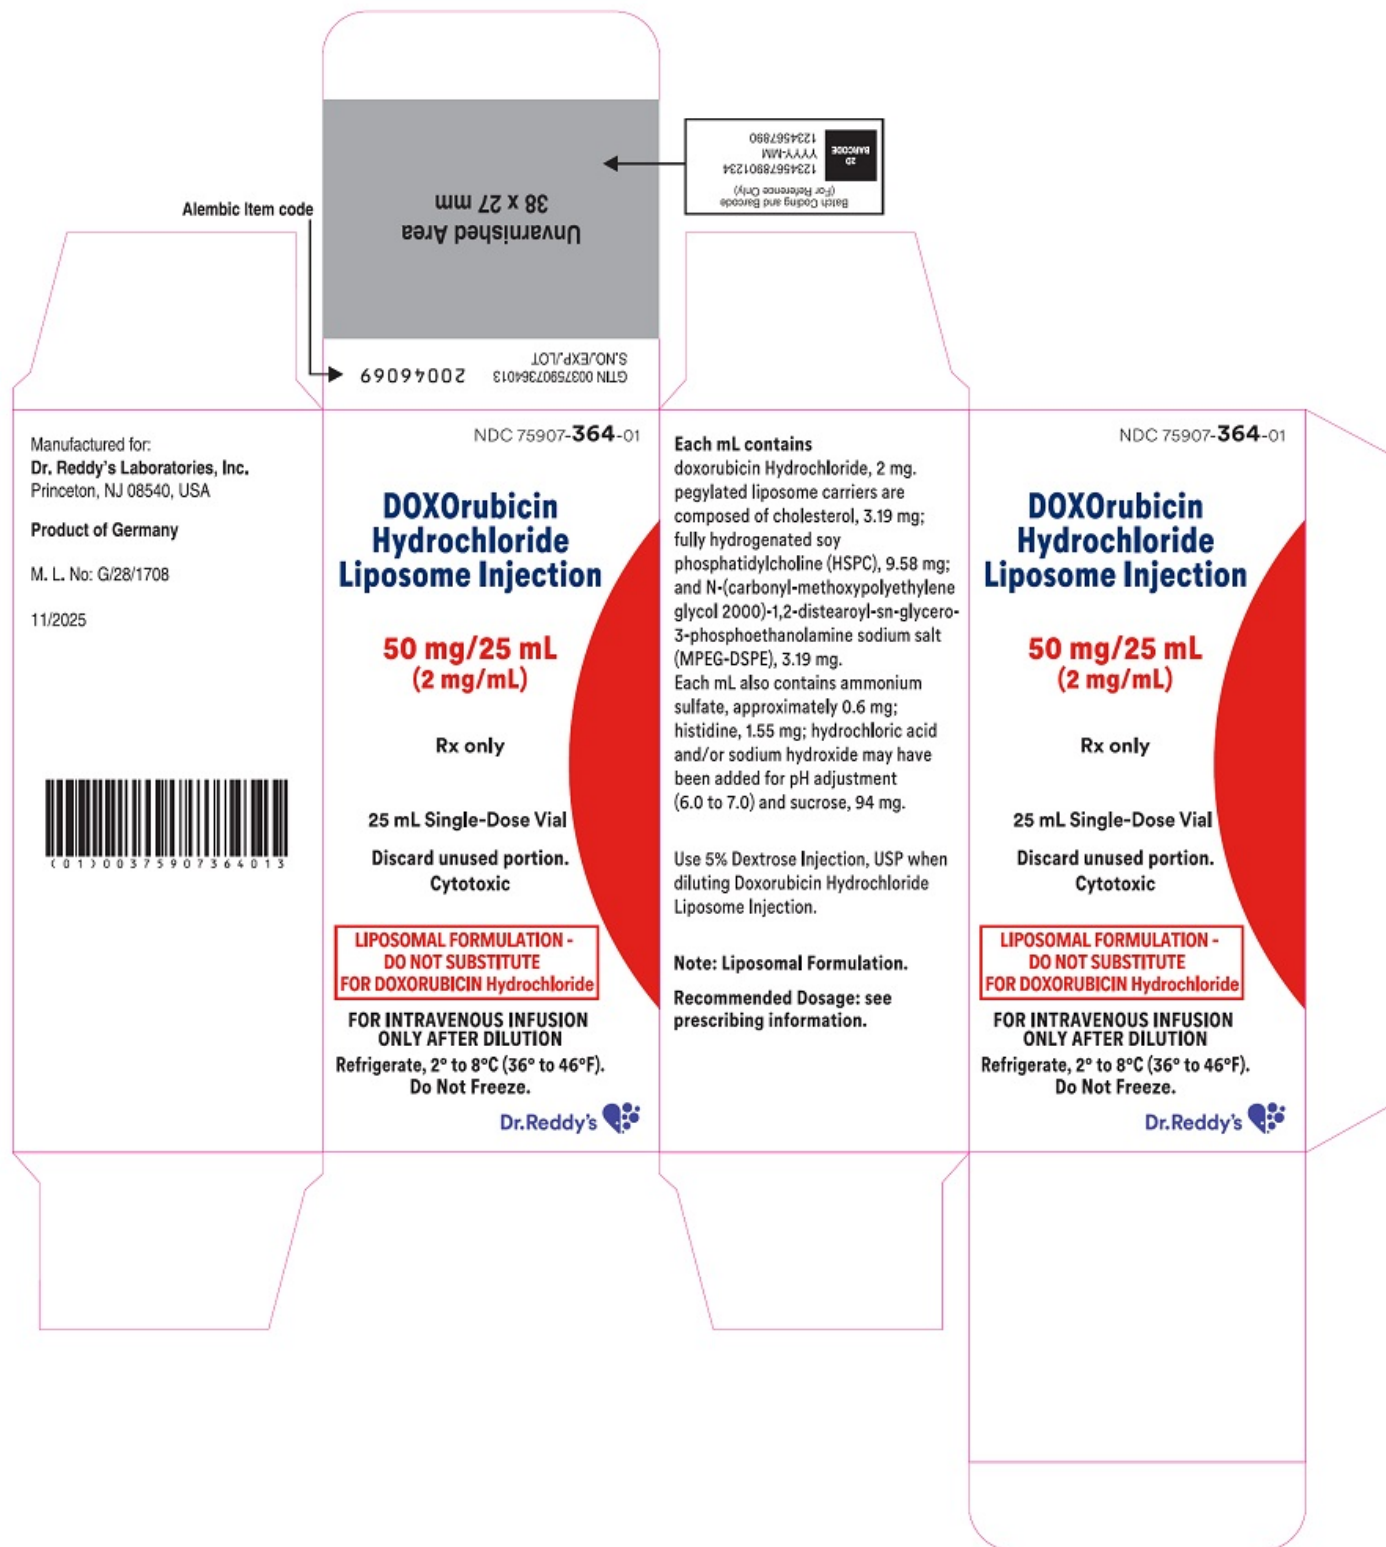 2D
BARCODE
Batch Coding and Barcode
(For Reference Only)
12345678901234
YYYY-MM
1234567890
Unvarnished Area
38 x 27 mm
Alembic Item code
GTIN 00375907364013
S.NO./EXP./LOT
20046069
Manufactured for:
Dr. Reddy's Laboratories, Inc.
Princeton, NJ 08540, USA
Product of Germany
M. L. No: G/28/1708
11/2025
(01)00375907364013
NDC 75907-364-01
DOXOrubicin
Hydrochloride
Liposome Injection
50 mg/25 mL
(2 mg/mL)
Rx only
25 mL Single-Dose Vial
Discard unused portion.
Cytotoxic
LIPOSOMAL FORMULATION -
DO NOT SUBSTITUTE
FOR DOXORUBICIN Hydrochloride
FOR INTRAVENOUS INFUSION
ONLY AFTER DILUTION
Refrigerate, 2° to 8°C (36° to 46°F).
Do Not Freeze.
Dr.Reddy's
Each mL contains
doxorubicin Hydrochloride, 2 mg.
pegylated liposome carriers are
composed of cholesterol, 3.19 mg;
fully hydrogenated soy
phosphatidylcholine (HSPC), 9.58 mg;
and N-(carbonyl-methoxypolyethylene
glycol 2000)-1,2-distearoyl-sn-glycero-
3-phosphoethanolamine sodium salt
(MPEG-DSPE), 3.19 mg.
Each mL also contains ammonium
sulfate, approximately 0.6 mg;
histidine, 1.55 mg; hydrochloric acid
and/or sodium hydroxide may have
been added for pH adjustment
(6.0 to 7.0) and sucrose, 94 mg.
Use 5% Dextrose Injection, USP when
diluting Doxorubicin Hydrochloride
Liposome Injection.
Note: Liposomal Formulation.
Recommended Dosage: see
prescribing information.
NDC 75907-364-01
DOXOrubicin
Hydrochloride
Liposome Injection
50 mg/25 mL
(2 mg/mL)
Rx only
25 mL Single-Dose Vial
Discard unused portion.
Cytotoxic
LIPOSOMAL FORMULATION -
DO NOT SUBSTITUTE
FOR DOXORUBICIN Hydrochloride
FOR INTRAVENOUS INFUSION
ONLY AFTER DILUTION
Refrigerate, 2° to 8°C (36° to 46°F).
Do Not Freeze.
Dr.Reddy's